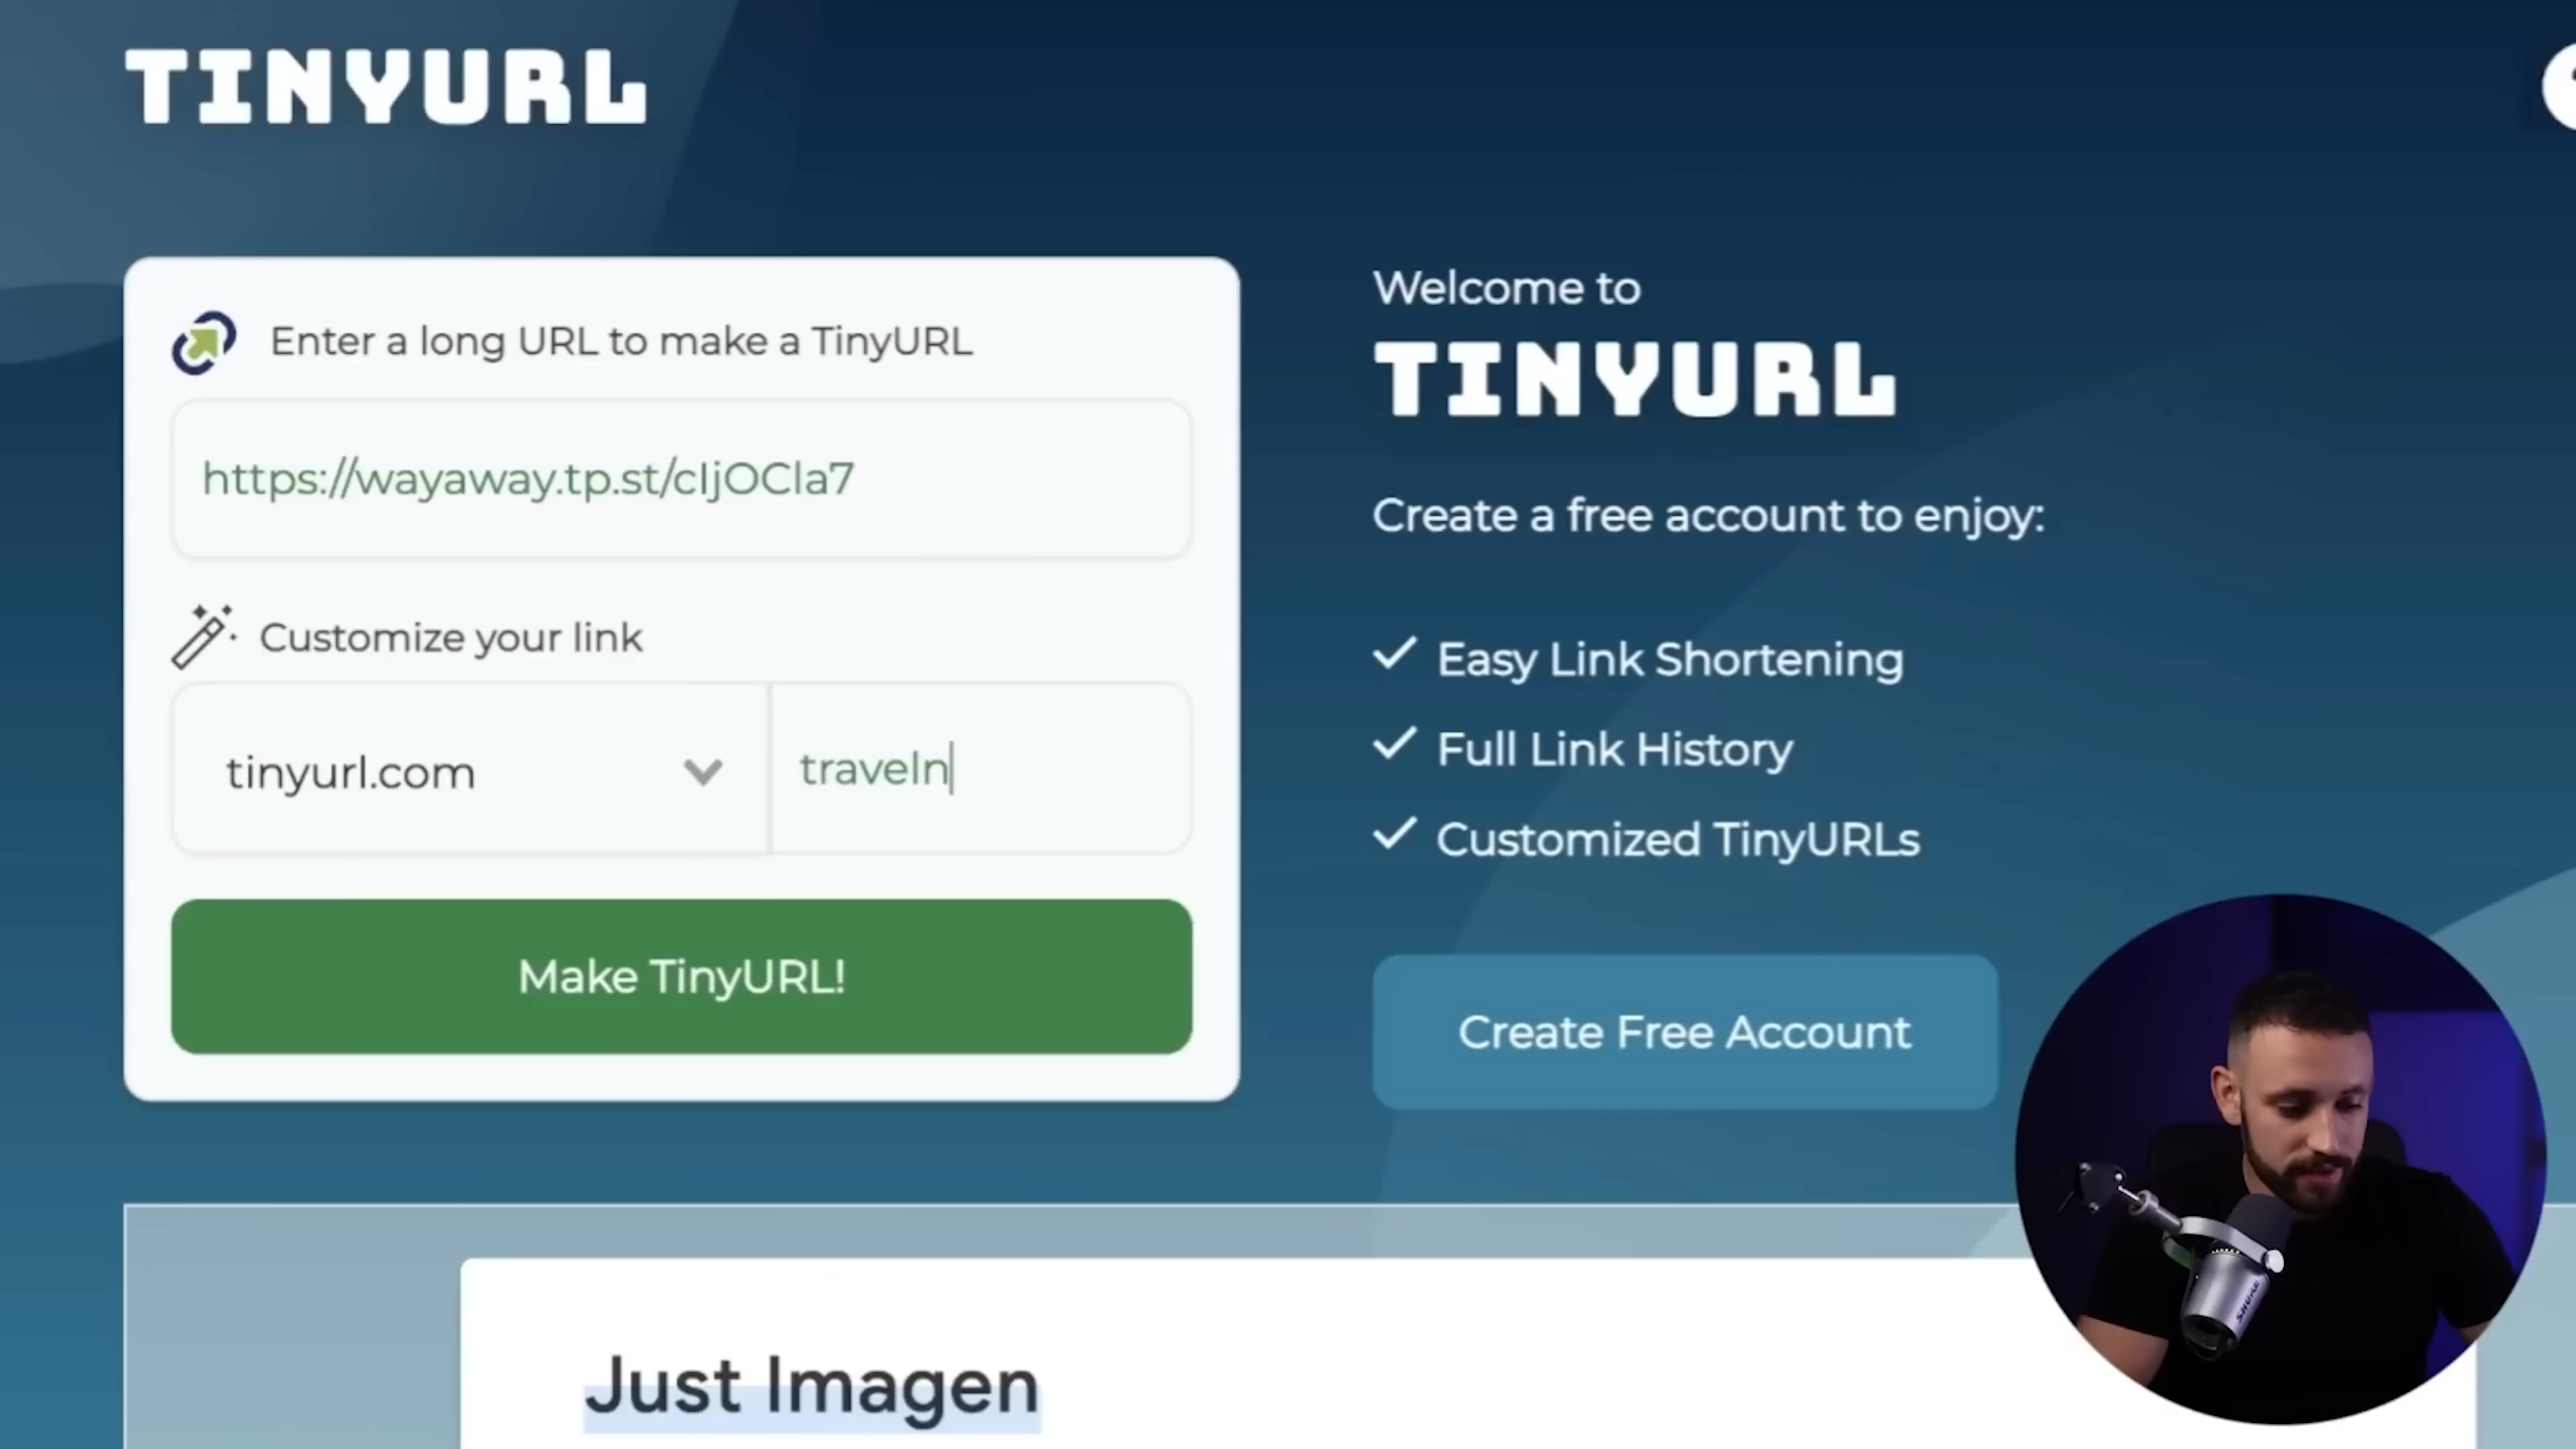 TINYURL
Enter a long URL to make a TinyURL
https://wayaway.tp.st/cIjOCla7
Customize your link
tinyurl.com
traveln
Make TinyURL!
Welcome to
TINYURL
Create a free account to enjoy:
Easy Link Shortening
Full Link History
Customized TinyURLs
Create Free Account
SHURE
Just Imagen